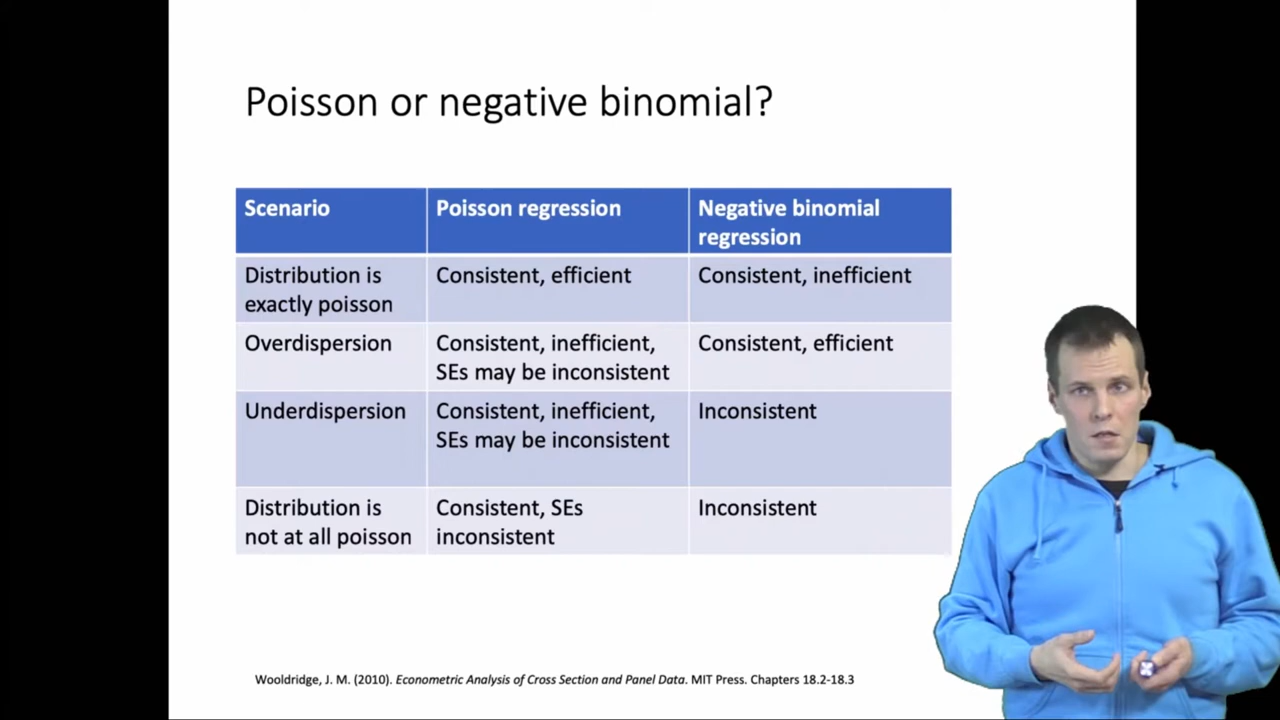 Poisson or negative binomial?
Scenario
Poisson regression
Negative binomial
regression
Distribution is
exactly poisson
Consistent, efficient
Consistent, inefficient
Overdispersion
Consistent, inefficient,
SEs may be inconsistent
Consistent, efficient
Underdispersion
Consistent, inefficient,
SEs may be inconsistent
Inconsistent
Distribution is
not at all poisson
Consistent, SEs
inconsistent
Inconsistent
Wooldridge, J. M. (2010). Econometric Analysis of Cross Section and Panel Data. MIT Press. Chapters 18.2-18.3